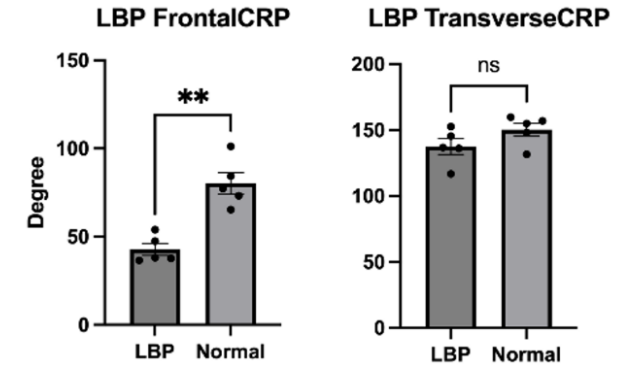 LBP FrontalCRP
150
100
50
0
Degree
**
LBP Normal
LBP TransverseCRP
200
150
100
50
0
ns
LBP Normal